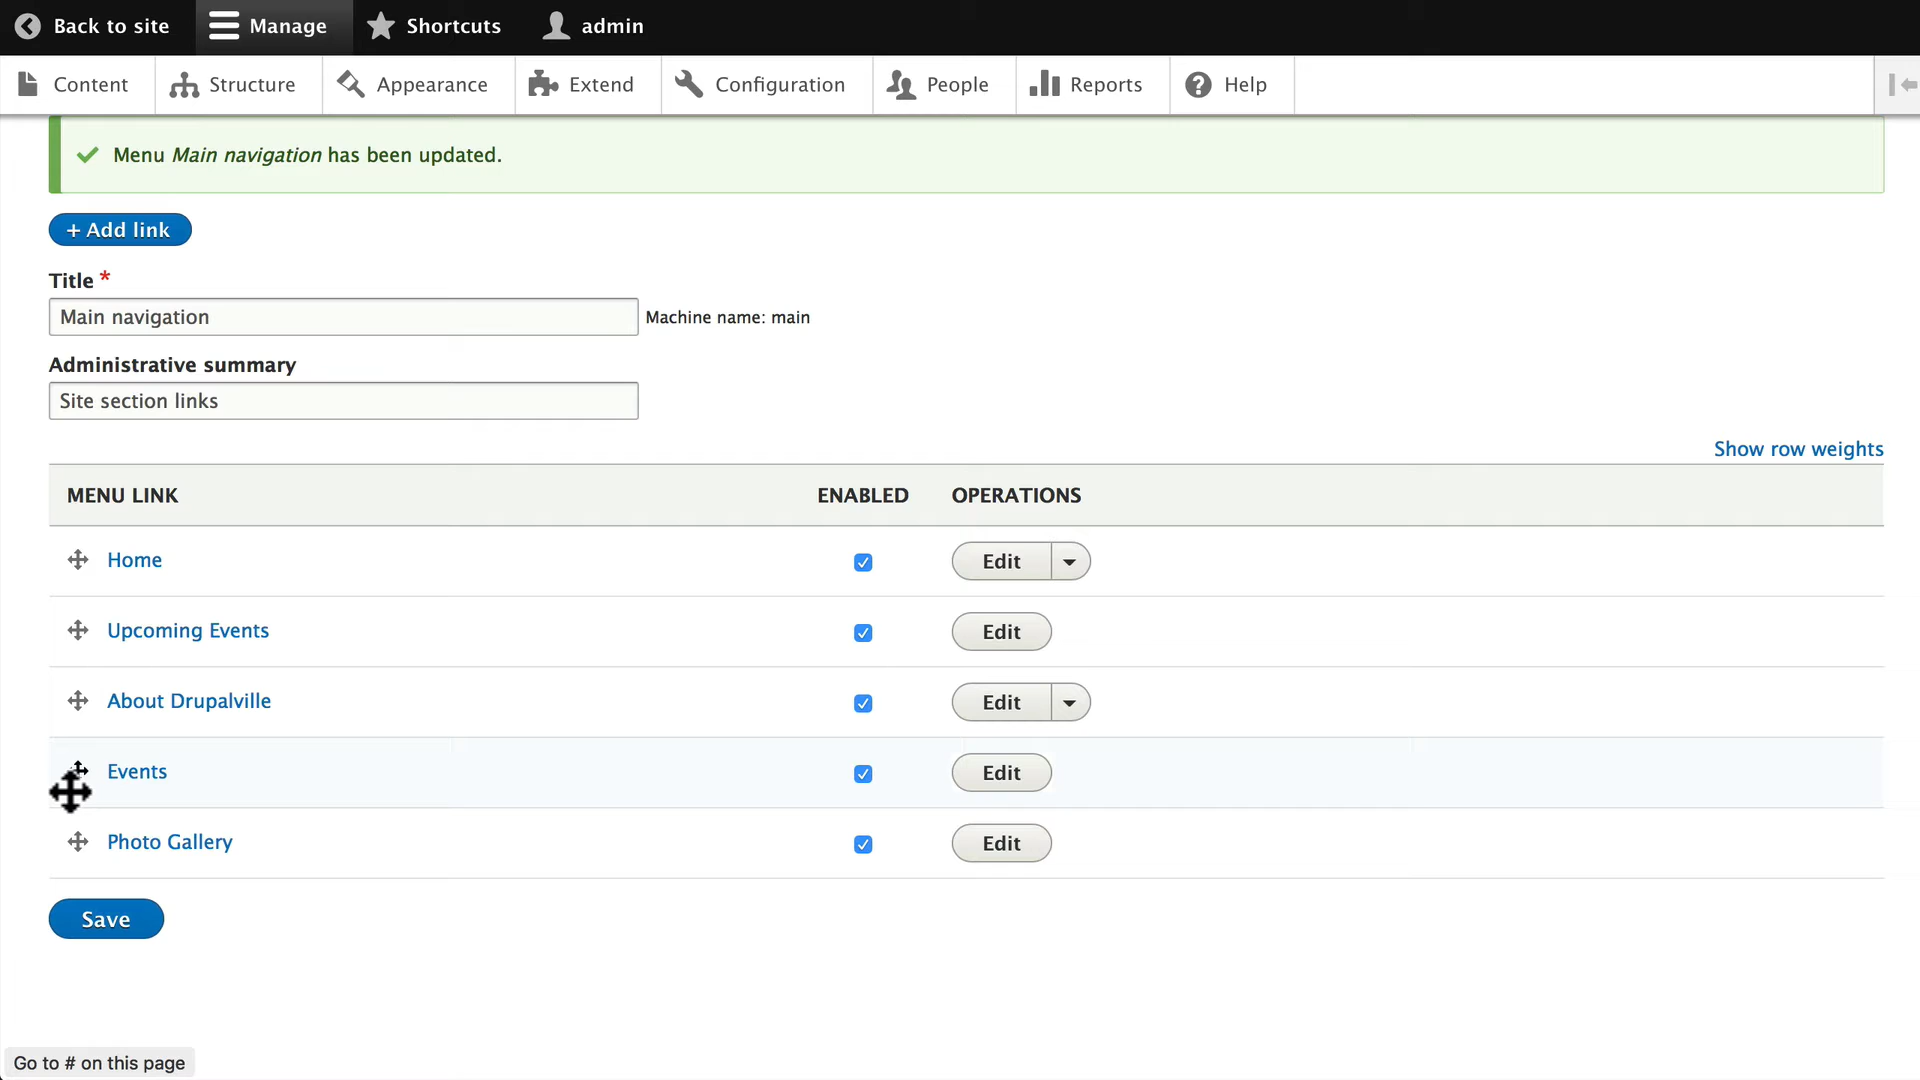 Back to site Manage Shortcuts admin
Content Structure Appearance Extend Configuration People Reports Help
Menu Main navigation has been updated.
+ Add link
Title *
Main navigation Machine name: main
Administrative summary
Site section links
Show row weights
MENU LINK ENABLED OPERATIONS
Home Edit
Upcoming Events Edit
About Drupalville Edit
Events Edit
Photo Gallery Edit
Save
Go to # on this page